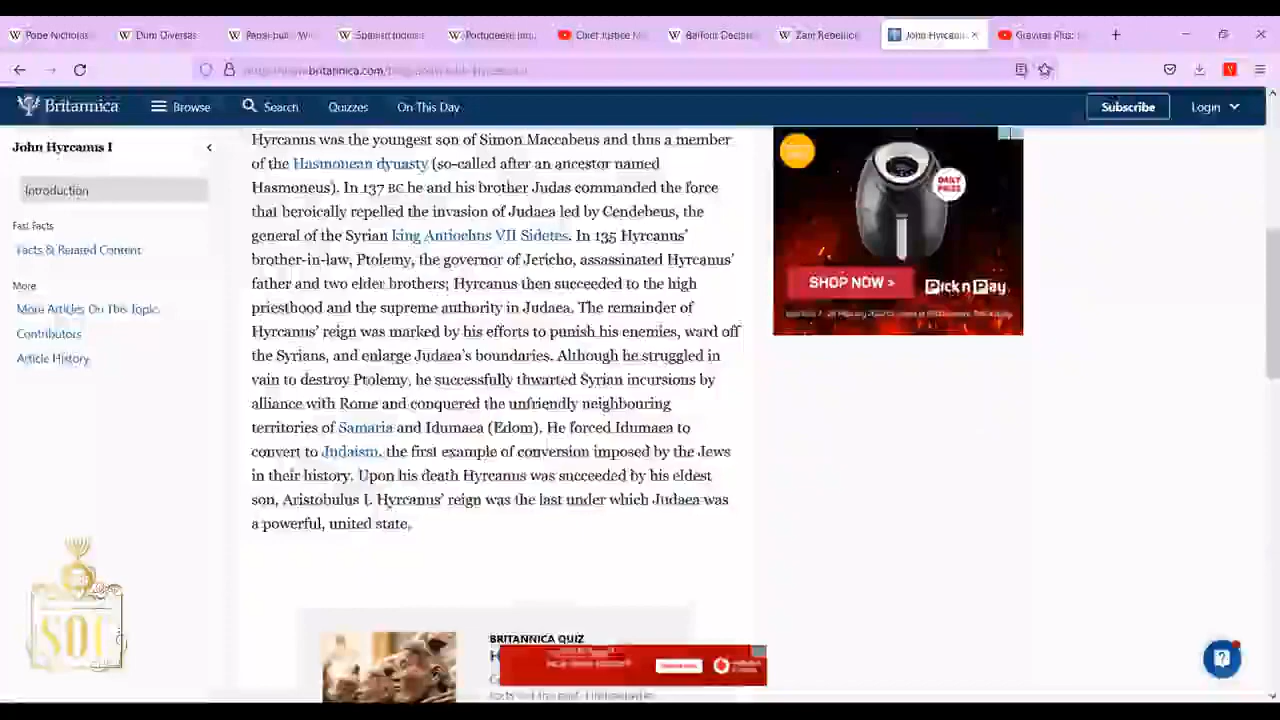 Pope Nicholas
Dum Diversas
Papal bull - Wi
Spanish Inquis
Portuguese Inq
Chief Justice M
Balfour Declar
Zanj Rebellion
John Hyrcanu
Gravitas Plus:
britannica.com/
Britannica
Browse
Search
Quizzes
On This Day
Subscribe
Login
John Hyrcanus I
Introduction
Fast Facts
Facts & Related Content
More
More Articles On This Topic
Contributors
Article History
Hyrcanus was the youngest son of Simon Maccabeus and thus a member
of the Hasmonean dynasty (so-called after an ancestor named
Hasmoneus). In 137 BC he and his brother Judas commanded the force
that heroically repelled the invasion of Judaea led by Cendebeus, the
general of the Syrian king Antiochus VII Sidetes. In 135 Hyrcanus'
brother-in-law, Ptolemy, the governor of Jericho, assassinated Hyrcanus'
father and two elder brothers; Hyrcanus then succeeded to the high
priesthood and the supreme authority in Judaea. The remainder of
Hyrcanus' reign was marked by his efforts to punish his enemies, ward off
the Syrians, and enlarge Judaea's boundaries. Although he struggled in
vain to destroy Ptolemy, he successfully thwarted Syrian incursions by
alliance with Rome and conquered the unfriendly neighbouring
territories of Samaria and Idumaea (Edom). He forced Idumaea to
convert to Judaism, the first example of conversion imposed by the Jews
in their history. Upon his death Hyrcanus was succeeded by his eldest
son, Aristobulus I. Hyrcanus' reign was the last under which Judaea was
a powerful, united state.
DAILY
PRIZE
SHOP NOW »
Pick n Pay
BRITANNICA QUIZ